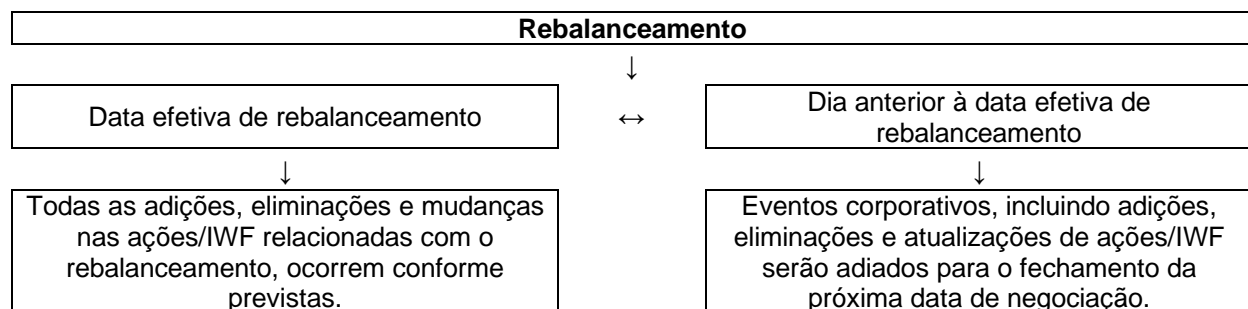 Rebalanceamento
↓
Data efetiva de rebalanceamento
↔
Dia anterior à data efetiva de
rebalanceamento
↓
↓
Todas as adições, eliminações e mudanças
nas ações/IWF relacionadas com o
rebalanceamento, ocorrem conforme
previstas.
Eventos corporativos, incluindo adições,
eliminações e atualizações de ações/IWF
serão adiados para o fechamento da
próxima data de negociação.